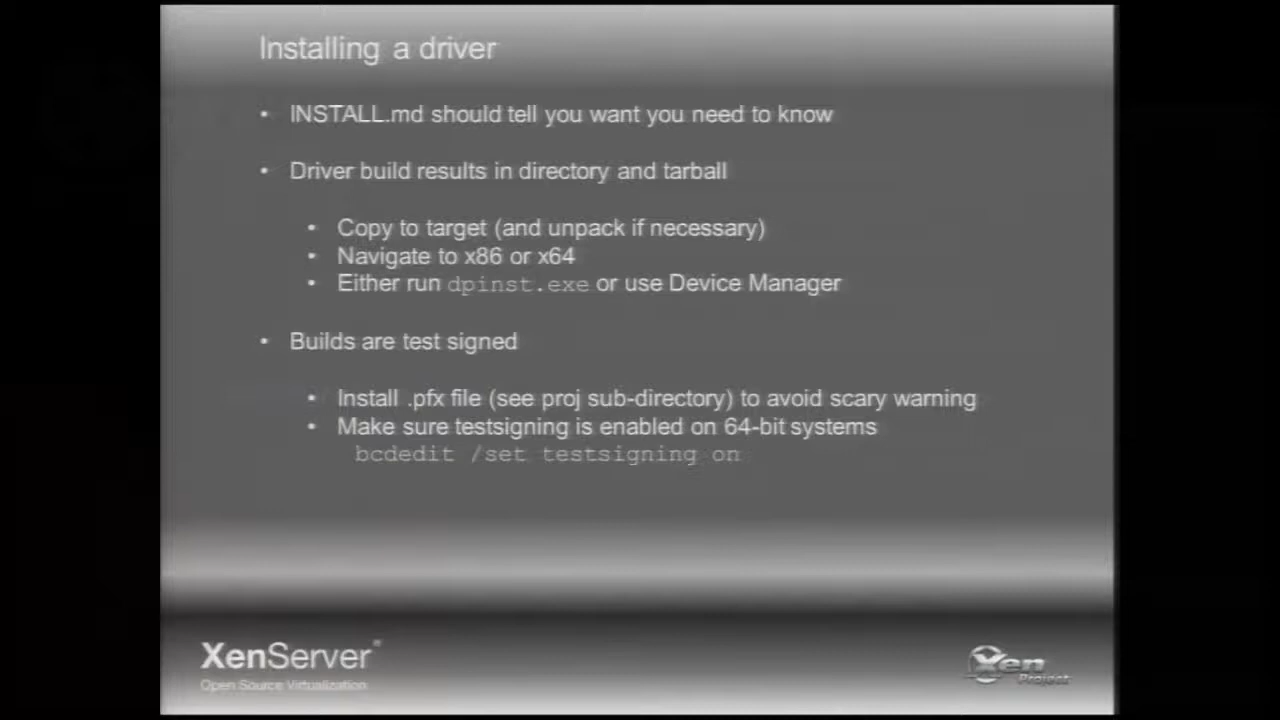 Installing a driver
• INSTALL.md should tell you want you need to know
• Driver build results in directory and tarball
• Copy to target (and unpack if necessary)
• Navigate to x86 or x64
• Either run dpinst.exe or use Device Manager
• Builds are test signed
• Install .pfx file (see proj sub-directory) to avoid scary warning
• Make sure testsigning is enabled on 64-bit systems
bcdedit /set testsigning on
XenServer
Open Source Virtualization
Xen
Project